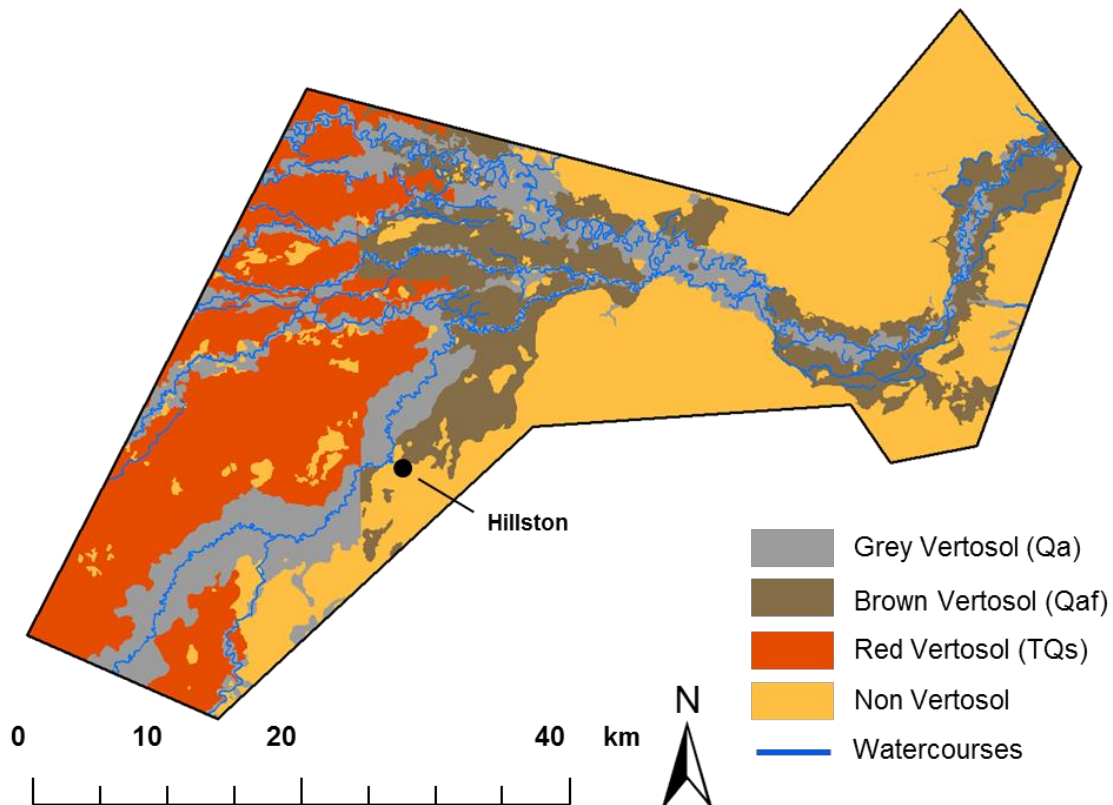 Hillston
Grey Vertosol (Qa)
Brown Vertosol (Qaf)
Red Vertosol (TQs)
Non Vertosol
Watercourses
N
0 10 20 40 km